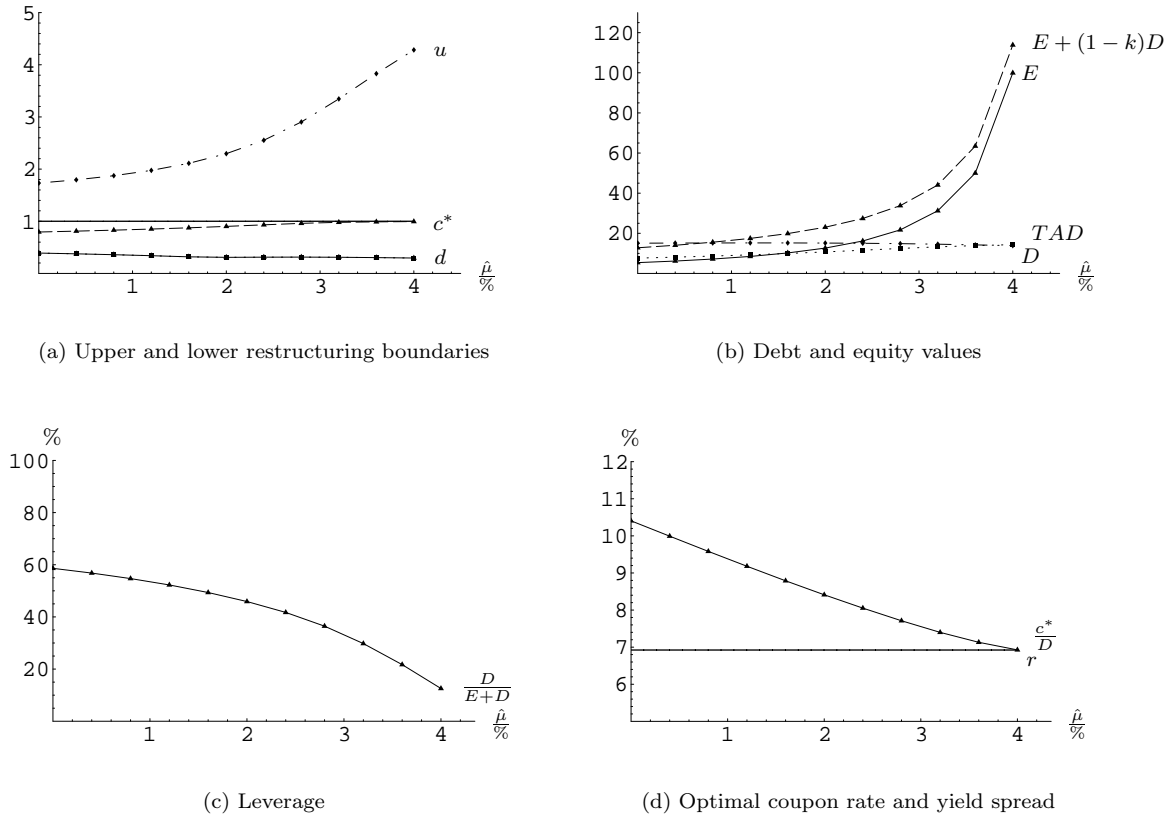 5
4
3
2
1
1 2 3 4
u
c*
d
μ̂
%
(a) Upper and lower restructuring boundaries
120
100
80
60
40
20
1 2 3 4
E + (1 − k)D
E
TAD
D
μ̂
%
(b) Debt and equity values
%
100
80
60
40
20
1 2 3 4
D
E+D
μ̂
%
(c) Leverage
%
12
11
10
9
8
7
6
1 2 3 4
c*
D
r
μ̂
%
(d) Optimal coupon rate and yield spread